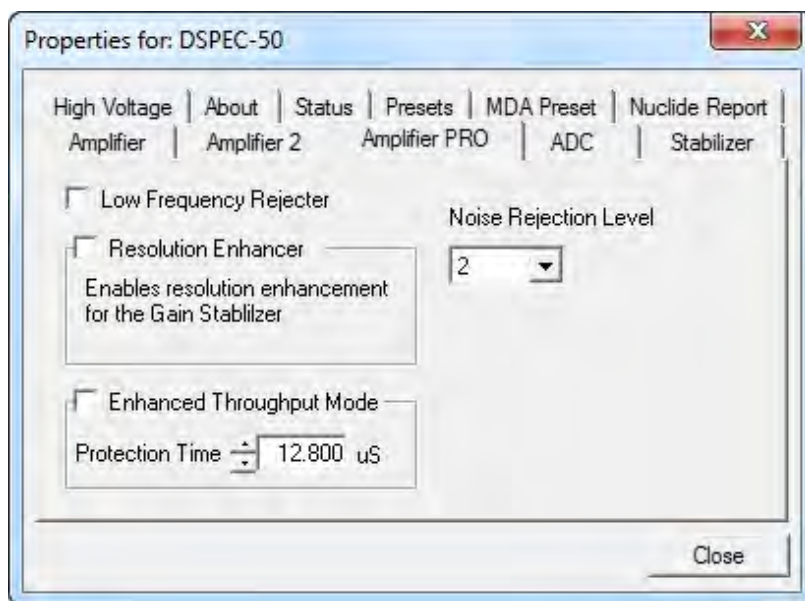 Properties for: DSPEC-50
High Voltage | About | Status | Presets | MDA Preset | Nuclide Report
Amplifier | Amplifier 2 | Amplifier PRO | ADC | Stabilizer
Low Frequency Rejecter
Noise Rejection Level
2
Resolution Enhancer
Enables resolution enhancement
for the Gain Stablilzer
Enhanced Throughput Mode
Protection Time 12.800 uS
Close